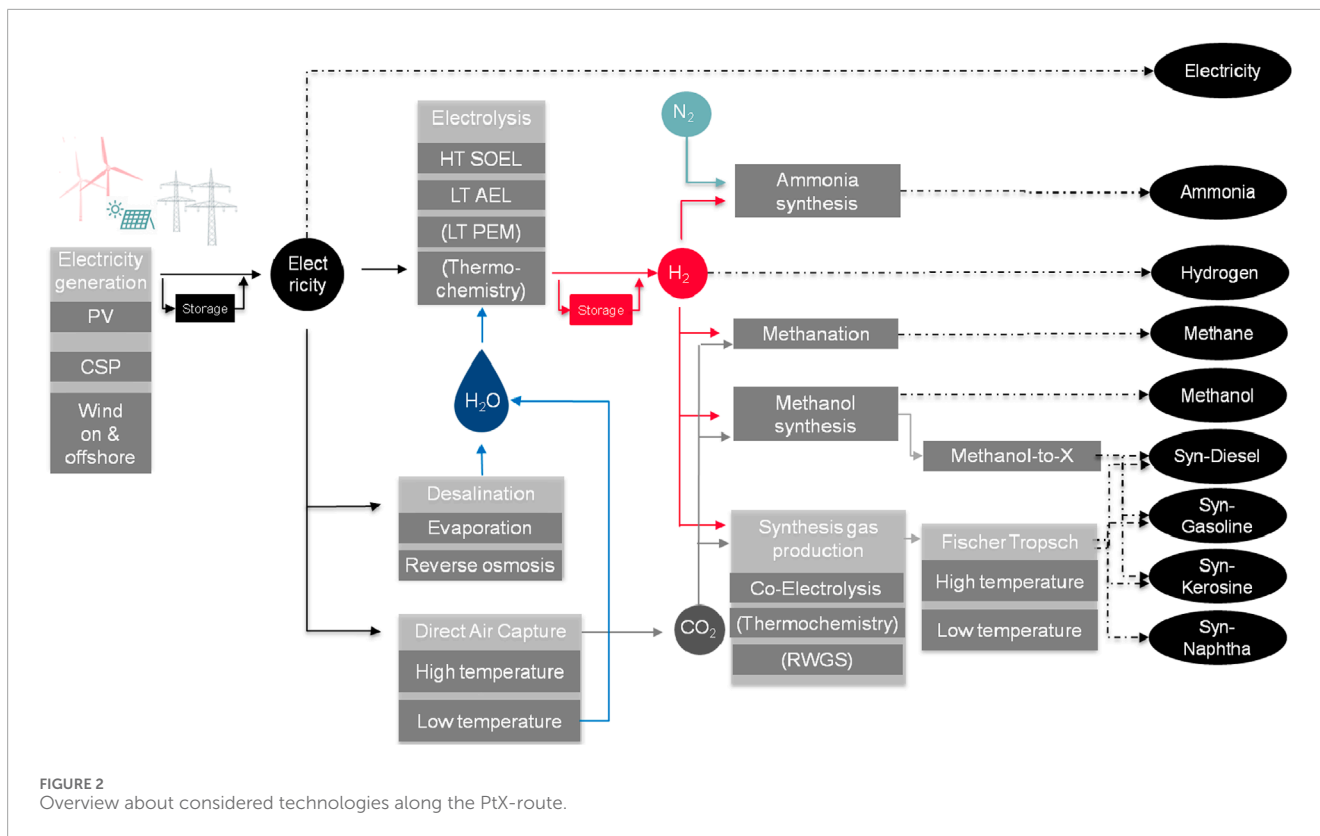 Electricity
Electrolysis
HT SOEL
LT AEL
(LT PEM)
(Thermo-
chemistry)
N2
Ammonia
synthesis
Ammonia
Electricity
generation
PV
CSP
Wind
on &
offshore
Storage
Elect
ricity
Storage
H2
Hydrogen
Methanation
Methane
H2O
Methanol
synthesis
Methanol
Methanol-to-X
Syn-Diesel
Desalination
Evaporation
Reverse osmosis
Synthesis gas
production
Co-Electrolysis
(Thermochemistry)
(RWGS)
Fischer Tropsch
High temperature
Low temperature
Syn-
Gasoline
Syn-
Kerosine
Syn-
Naphtha
Direct Air Capture
High temperature
Low temperature
CO2
FIGURE 2
Overview about considered technologies along the PtX-route.